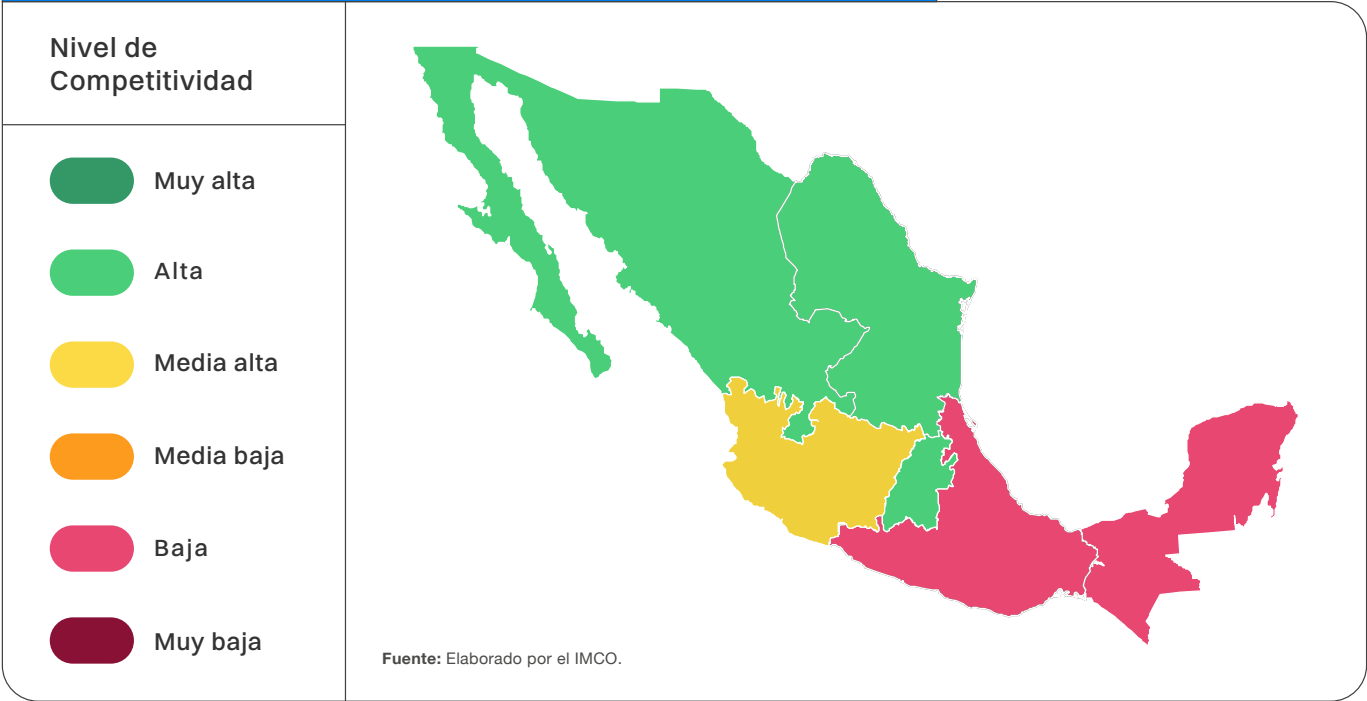 Nivel de
Competitividad
Muy alta
Alta
Media alta
Media baja
Baja
Muy baja
Fuente: Elaborado por el IMCO.